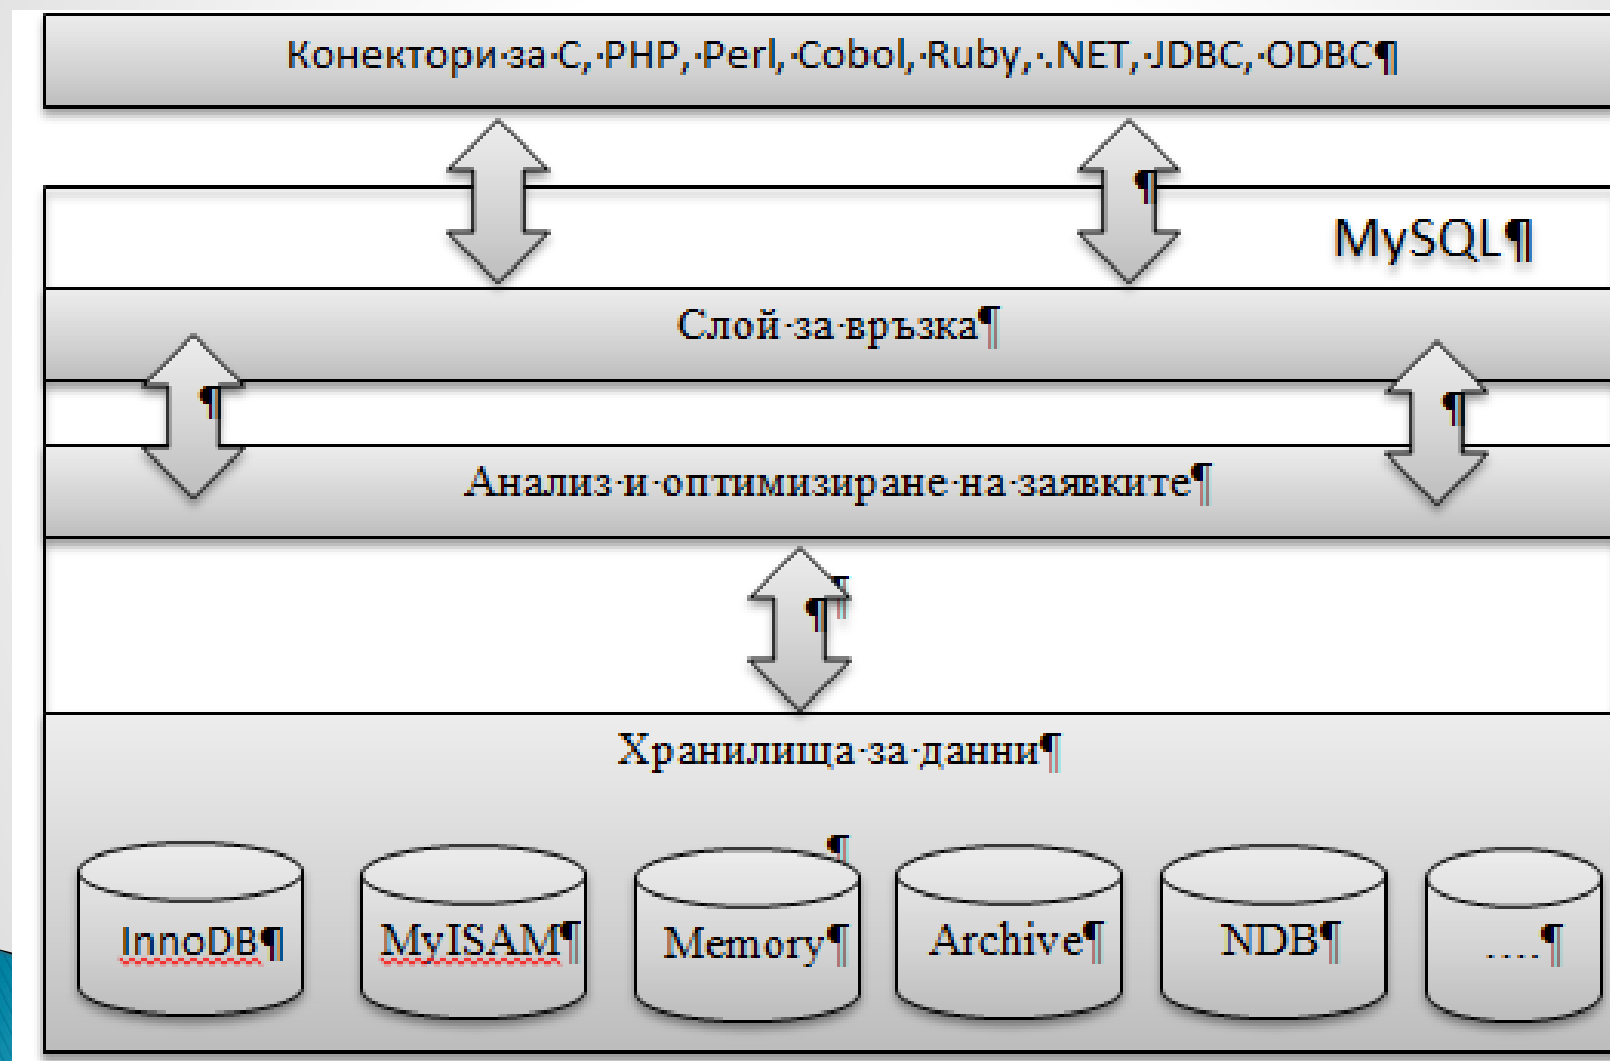 Конектори·за·C,·PHP,·Perl,·Cobol,·Ruby,·.NET,·JDBC,·ODBC¶
¶
MySQL¶
Слой·за·връзка¶
¶ ¶
Анализ·и·оптимизиране·на·заявките¶
¶
¶
Хранилища·за·данни¶
¶
InnoDB¶ MyISAM¶ Memory¶ Archive¶ NDB¶ ....¶